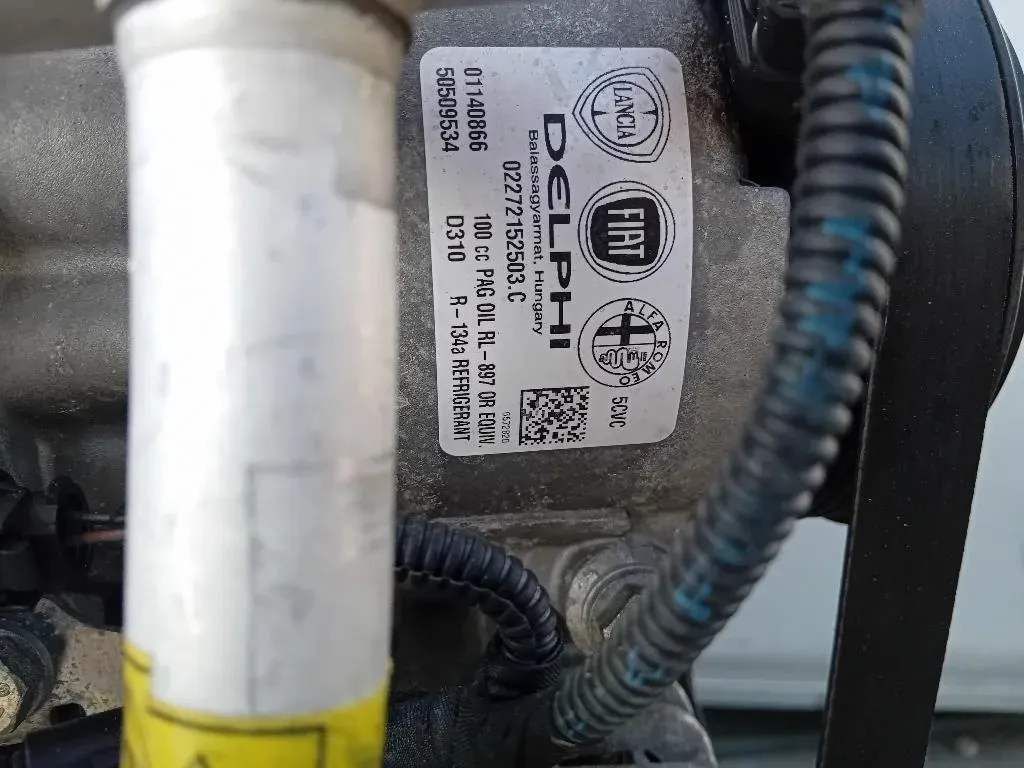 LANCIA
FIAT
ALFA ROMEO
5CVC
DELPHI
Balassagyarmat, Hungary
02272152503.C
01140866
50509534
100 cc PAG OIL RL-897 OR EQUIV.
D310 R-134a REFRIGERANT